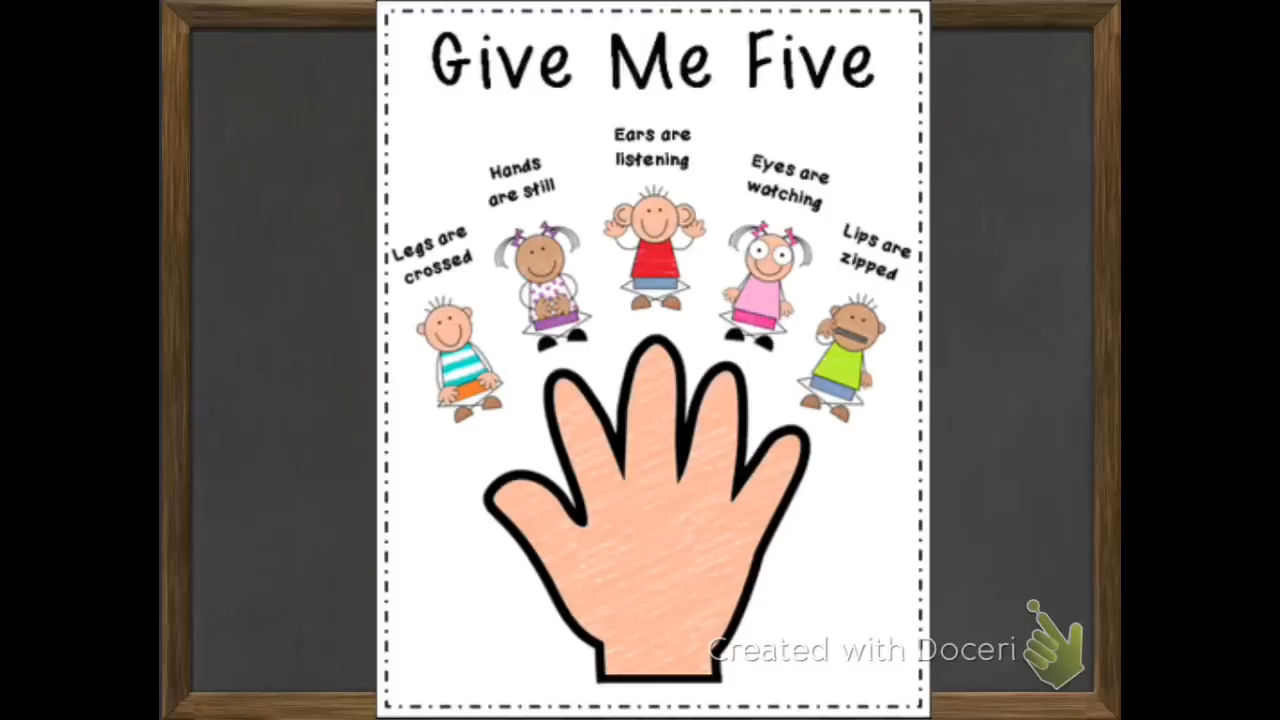 Give Me Five
Ears are
listening
Hands
are still
Eyes are
watching
Legs are
crossed
Lips are
zipped
Created with Doceri